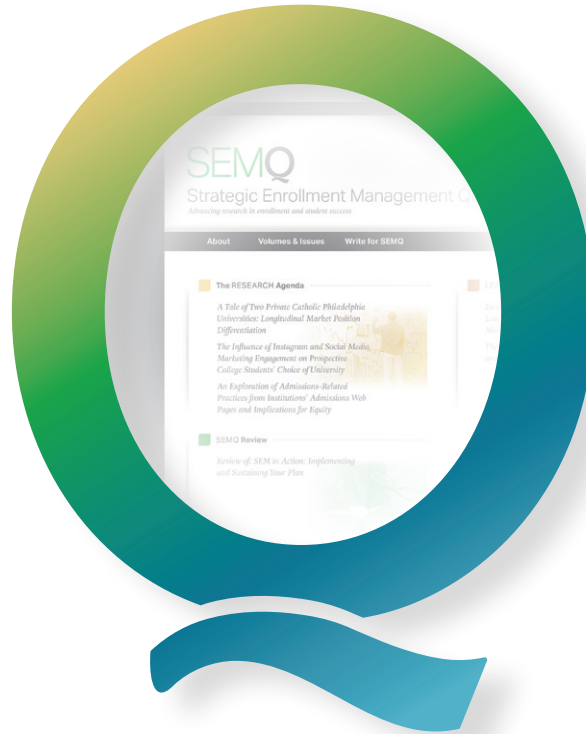 Q
SEMQ
Strategic Enrollment Management Q
Advancing research in enrollment and student success
About Volumes & Issues Write for SEMQ
The RESEARCH Agenda
A Tale of Two Private Catholic Philadelphia
Universities: Longitudinal Market Position
Differentiation
The Influence of Instagram and Social Media
Marketing Engagement on Prospective
College Students' Choice of University
An Exploration of Admissions-Related
Practices from Institutions' Admissions Web
Pages and Implications for Equity
SEMQ Review
Review of: SEM in Action: Implementing
and Sustaining Your Plan